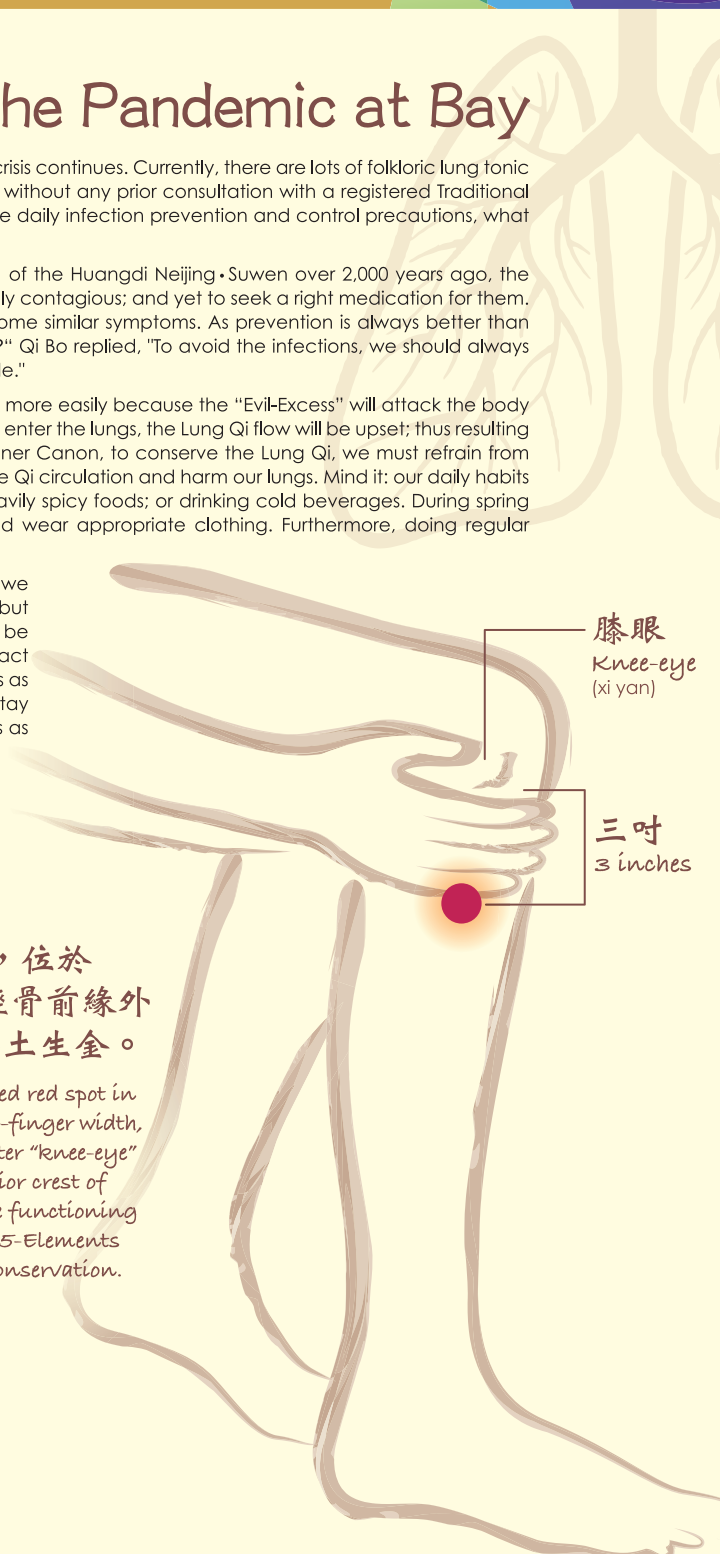 he Pandemic at Bay
crisis continues. Currently, there are lots of folkloric lung tonic
without any prior consultation with a registered Traditional
e daily infection prevention and control precautions, what
of the Huangdi Neijing•Suwen over 2,000 years ago, the
ly contagious; and yet to seek a right medication for them.
ome similar symptoms. As prevention is always better than
?“ Qi Bo replied, "To avoid the infections, we should always
le."
more easily because the “Evil-Excess” will attack the body
enter the lungs, the Lung Qi flow will be upset; thus resulting
ner Canon, to conserve the Lung Qi, we must refrain from
e Qi circulation and harm our lungs. Mind it: our daily habits
avily spicy foods; or drinking cold beverages. During spring
d wear appropriate clothing. Furthermore, doing regular
we
but
be
act
s as
tay
s as
膝眼
Knee-eye
(xi yan)
三吋
3 inches
，位於
脛骨前緣外
土生金。
ed red spot in
-finger width,
ter “knee-eye”
ior crest of
e functioning
5-Elements
onservation.